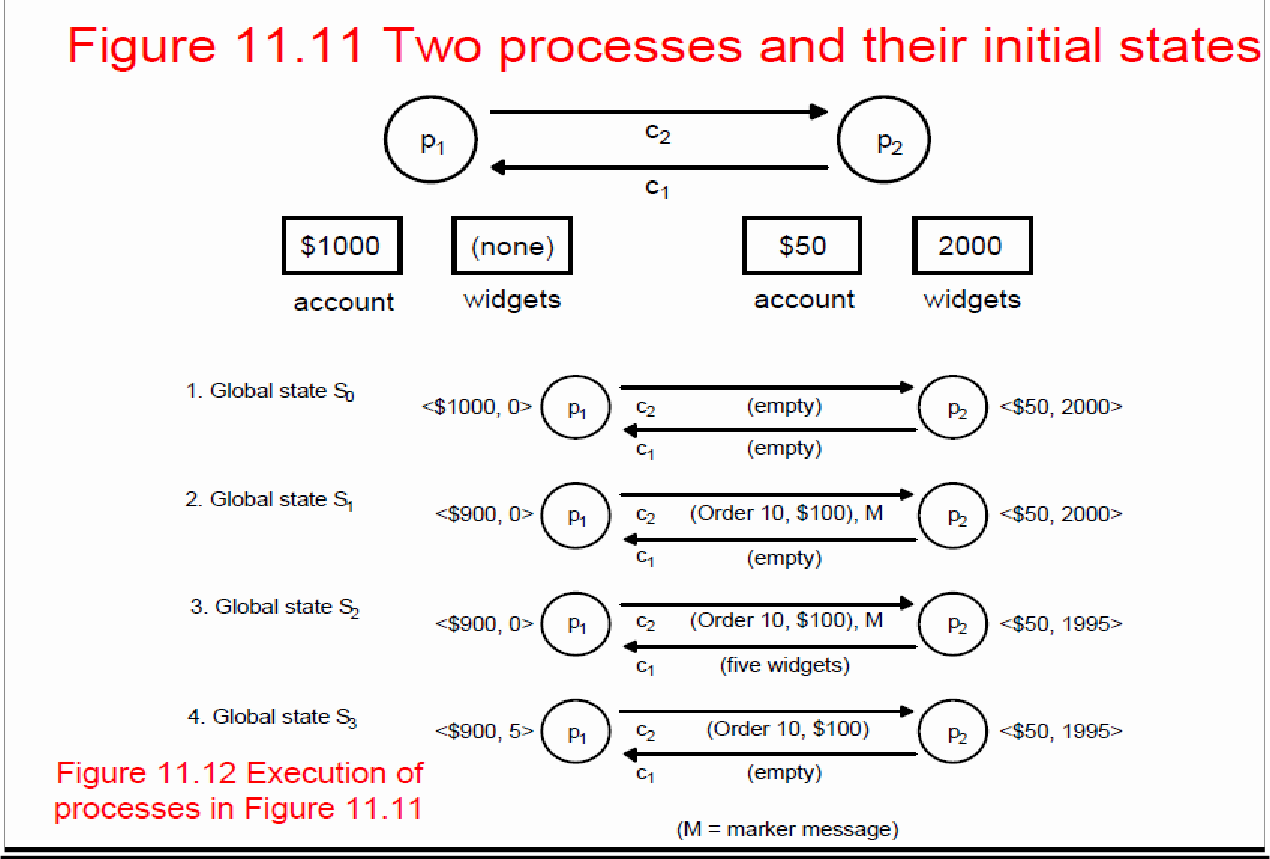 Figure 11.11 Two processes and their initial states
p1 c2 p2
c1
$1000 (none) $50 2000
account widgets account widgets
1. Global state S0 <$1000, 0> p1 c2 (empty) p2 <$50, 2000>
c1 (empty)
2. Global state S1 <$900, 0> p1 c2 (Order 10, $100), M p2 <$50, 2000>
c1 (empty)
3. Global state S2 <$900, 0> p1 c2 (Order 10, $100), M p2 <$50, 1995>
c1 (five widgets)
4. Global state S3 <$900, 5> p1 c2 (Order 10, $100) p2 <$50, 1995>
c1 (empty)
Figure 11.12 Execution of
processes in Figure 11.11
(M = marker message)